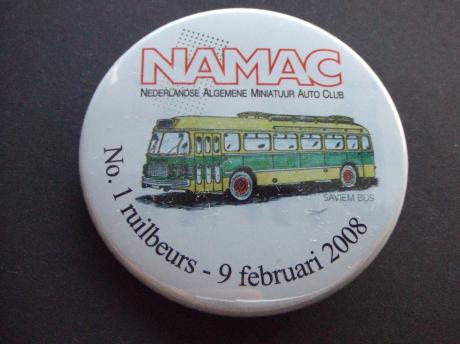 NAMAC
NEDERLANDSE ALGEMENE MINIATUUR AUTO CLUB
SAVIEM BUS
No. 1 ruilbeurs - 9 februari 2008